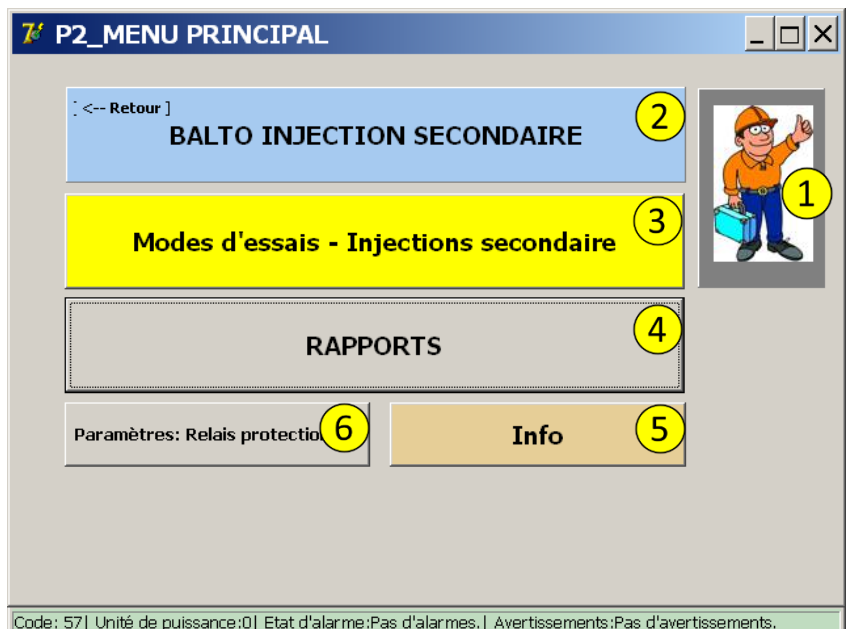 P2_MENU PRINCIPAL
[ <-- Retour ]
BALTO INJECTION SECONDAIRE
2
1
Modes d'essais - Injections secondaire
3
RAPPORTS
4
Paramètres: Relais protection
6
Info
5
Code: 57| Unité de puissance:0| Etat d'alarme:Pas d'alarmes.| Avertissements:Pas d'avertissements.